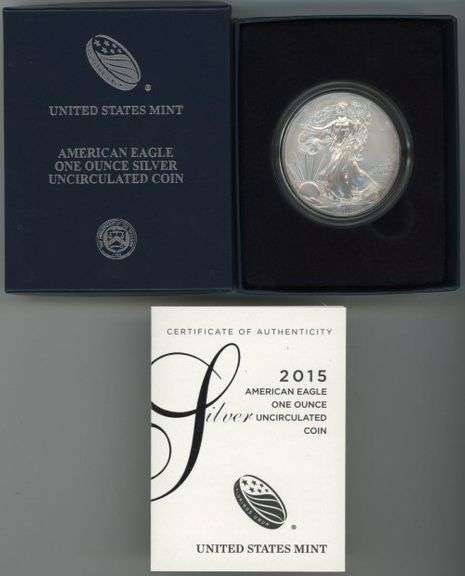 ®
UNITED STATES MINT
AMERICAN EAGLE
ONE OUNCE SILVER
UNCIRCULATED COIN
CERTIFICATE OF AUTHENTICITY
2015
AMERICAN EAGLE
ONE OUNCE
Silver UNCIRCULATED
COIN
®
UNITED STATES MINT